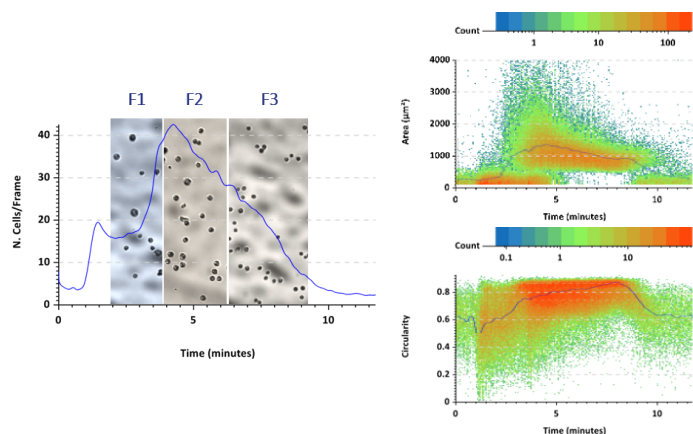 F1 F2 F3
N. Cells/Frame
40
30
20
10
0
0 5 10
Time (minutes)
Count
1 10 100
Area (µm²)
4000
3000
2000
1000
0
0 5 10
Time (minutes)
Count
0.1 1 10
Circularity
0.8
0.6
0.4
0.2
0
0 5 10
Time (minutes)